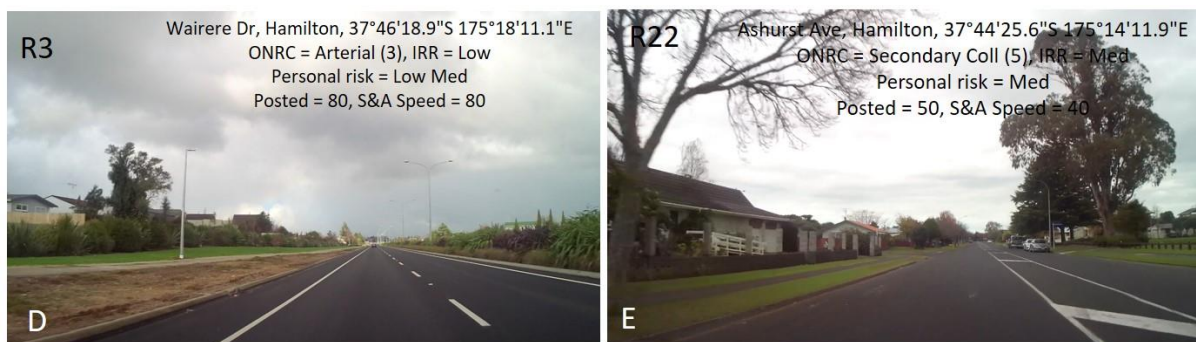 R3
Wairere Dr, Hamilton, 37°46'18.9"S 175°18'11.1"E
ONRC = Arterial (3), IRR = Low
Personal risk = Low Med
Posted = 80, S&A Speed = 80
D
R22
Ashurst Ave, Hamilton, 37°44'25.6"S 175°14'11.9"E
ONRC = Secondary Coll (5), IRR = Med
Personal risk = Med
Posted = 50, S&A Speed = 40
E